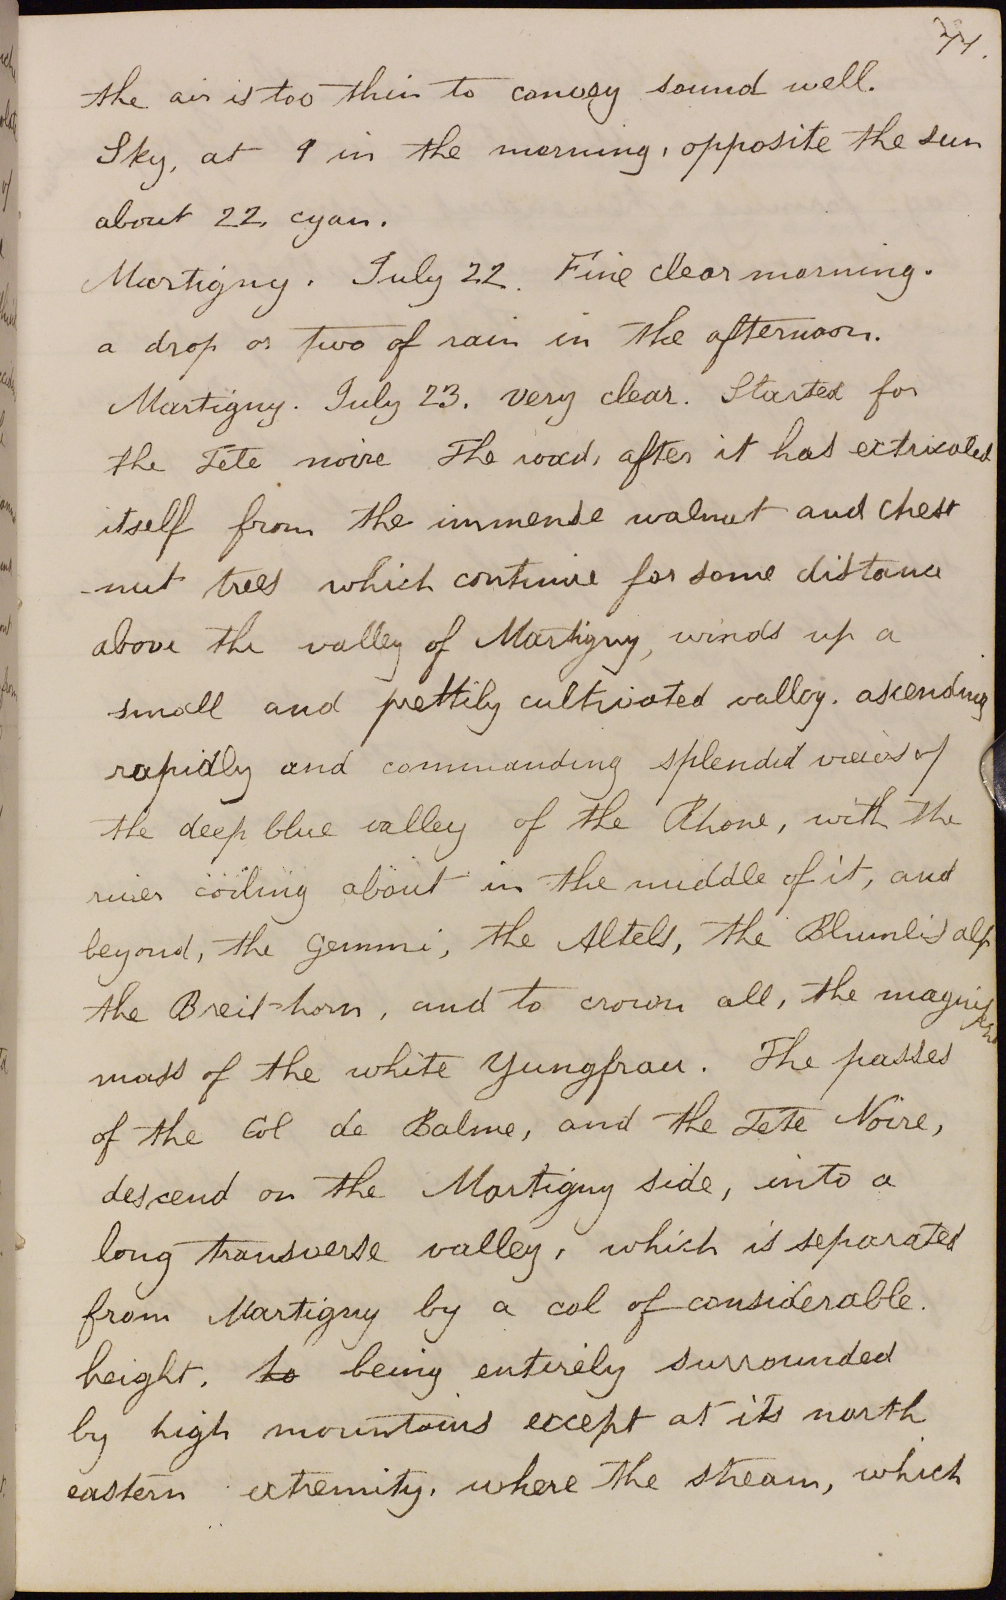 77.
the air is too thin to convey sound well.
Sky, at 9 in the morning, opposite the sun
about 22, cyan.
Martigny. July 22. Fine clear morning.
a drop or two of rain in the afternoon.
Martigny. July 23. very clear. Started for
the Tete noire The road, after it has extricated
itself from the immense walnut and chest
-nut trees which continue for some distance
above the valley of Martigny, winds up a
small and prettily cultivated valley. ascending
rapidly and commanding splendid views of
the deep blue valley of the Rhone, with the
river coiling about in the middle of it, and
beyond, the Gemmi, the Altels, the Blumlis alp
the Breit-horn, and to crown all, the magnificent
mass of the white Yungfrau. The passes
of the Col de Balme, and the Tete Noire,
descend on the Martigny side, into a
long transverse valley, which is separated
from Martigny by a col of considerable.
height. to being entirely surrounded
by high mountains except at its north
eastern extremity. where the stream, which